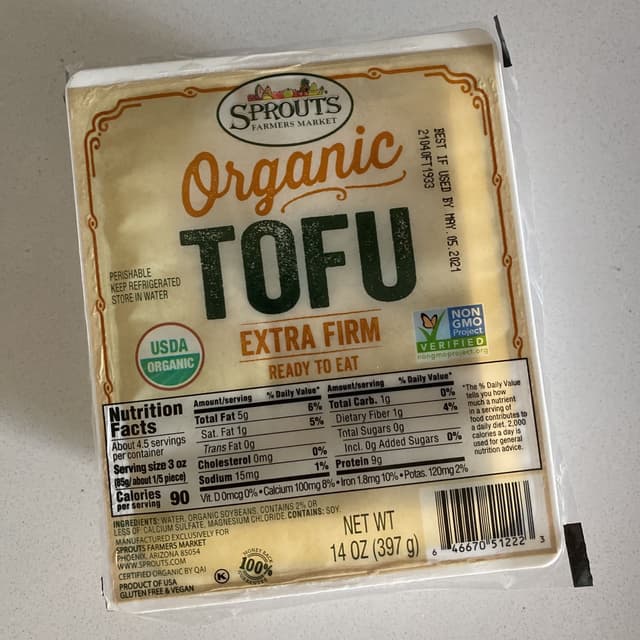 SPROUTS
FARMERS MARKET
Organic
TOFU
EXTRA FIRM
READY TO EAT
BEST IF USED BY MAY. 05. 2021
2104 OFT1933
PERISHABLE
KEEP REFRIGERATED
STORE IN WATER
USDA
ORGANIC
NON
GMO
Project
VERIFIED
nongmoproject.org
Nutrition
Facts
About 4.5 servings
per container
Serving size 3 oz
(85g/about 1/5 piece)
Calories 90
per serving
Amount/serving % Daily Value*
Total Fat 5g 6%
Sat. Fat 1g 5%
Trans Fat 0g
Cholesterol 0mg 0%
Sodium 15mg 1%
Amount/serving % Daily Value*
Total Carb. 1g 0%
Dietary Fiber 1g 4%
Total Sugars 0g
Incl. 0g Added Sugars 0%
Protein 9g
Vit. D 0mcg 0% • Calcium 100mg 8% • Iron 1.8mg 10% • Potas. 120mg 2%
*The % Daily Value
tells you how
much a nutrient
in a serving of
food contributes to
a daily diet. 2,000
calories a day is
used for general
nutrition advice.
INGREDIENTS: WATER, ORGANIC SOYBEANS, CONTAINS 2% OR
LESS OF: CALCIUM SULFATE, MAGNESIUM CHLORIDE. CONTAINS: SOY.
MANUFACTURED EXCLUSIVELY FOR
SPROUTS FARMERS MARKET
PHOENIX, ARIZONA 85054
WWW.SPROUTS.COM
CERTIFIED ORGANIC BY QAI
PRODUCT OF USA
GLUTEN FREE & VEGAN
K
MONEY BACK
100%
GUARANTEE
NET WT
14 OZ (397 g)
6 46670 51222 3